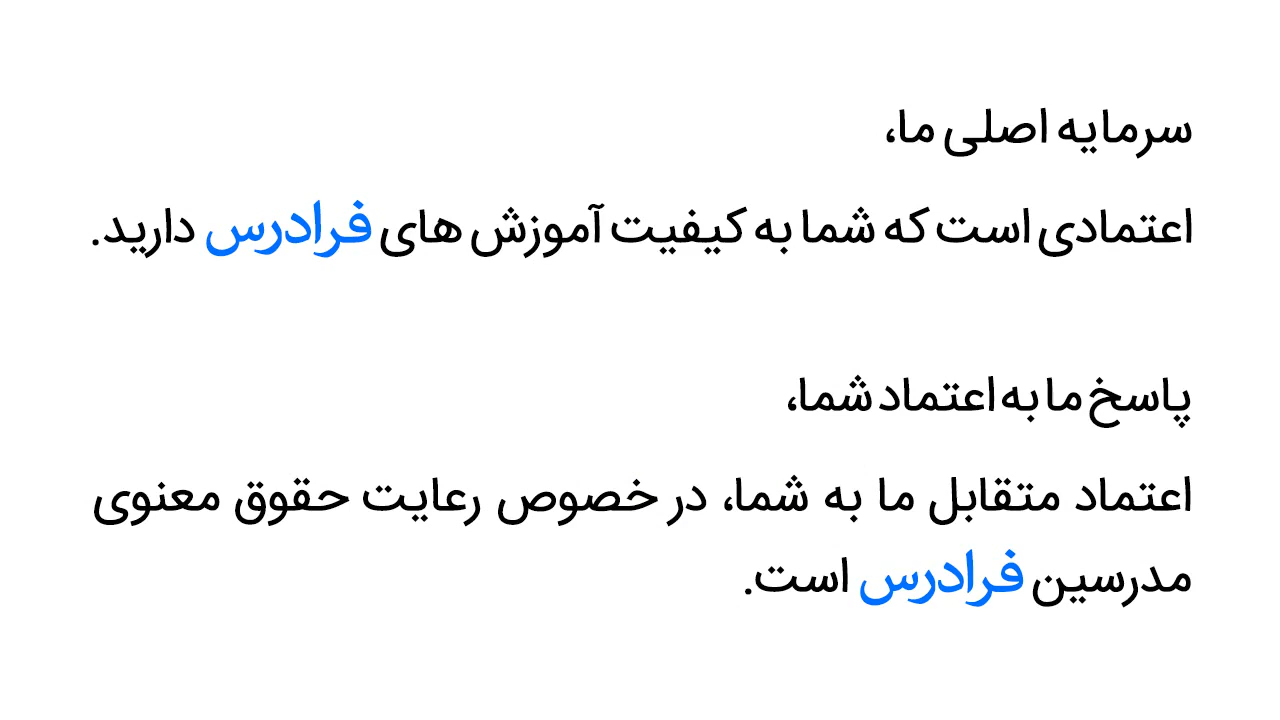 سرمایه اصلی ما،
اعتمادی است که شما به کیفیت آموزش های فرادرس دارید.
پاسخ ما به اعتماد شما،
اعتماد متقابل ما به شما، در خصوص رعایت حقوق معنوی
مدرسین فرادرس است.